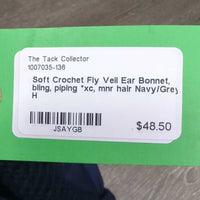 The Tack Collector
1007035-136
Soft Crochet Fly Veil Ear Bonnet,
bling, piping *xc, mnr hair Navy/Grey
H
JSAYGB
$48.50